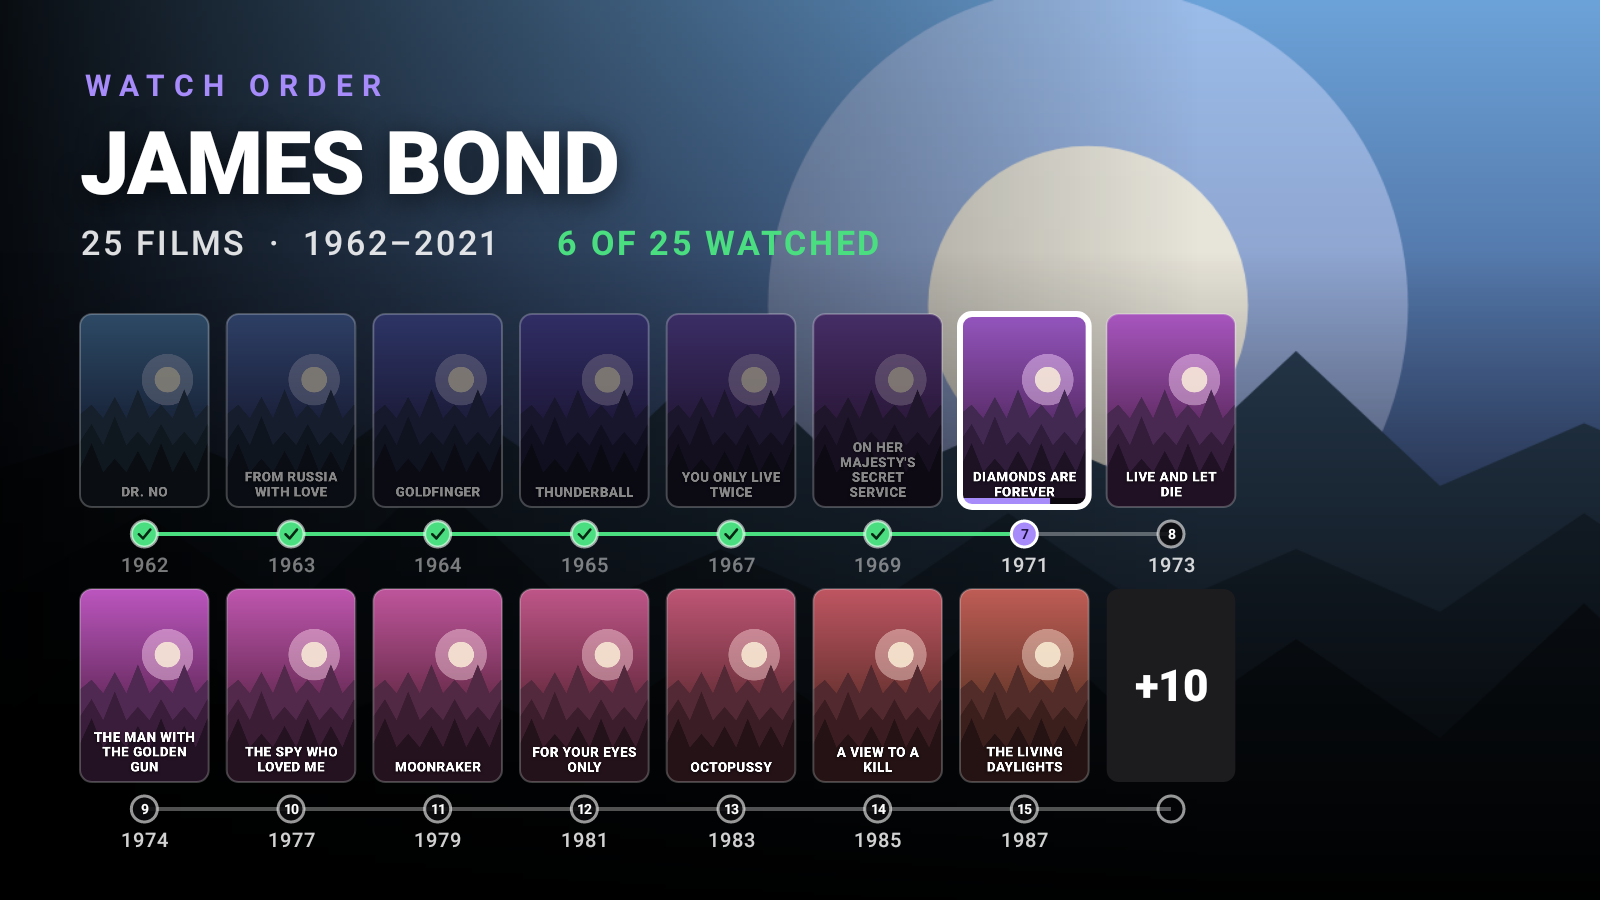 WATCH ORDER
JAMES BOND
25 FILMS · 1962–2021 6 OF 25 WATCHED
DR. NO
FROM RUSSIA
WITH LOVE
GOLDFINGER
THUNDERBALL
YOU ONLY LIVE
TWICE
ON HER
MAJESTY'S
SECRET
SERVICE
DIAMONDS ARE
FOREVER
LIVE AND LET
DIE
7
8
1962
1963
1964
1965
1967
1969
1971
1973
THE MAN WITH
THE GOLDEN
GUN
THE SPY WHO
LOVED ME
MOONRAKER
FOR YOUR EYES
ONLY
OCTOPUSSY
A VIEW TO A
KILL
THE LIVING
DAYLIGHTS
+10
9
10
11
12
13
14
15
1974
1977
1979
1981
1983
1985
1987